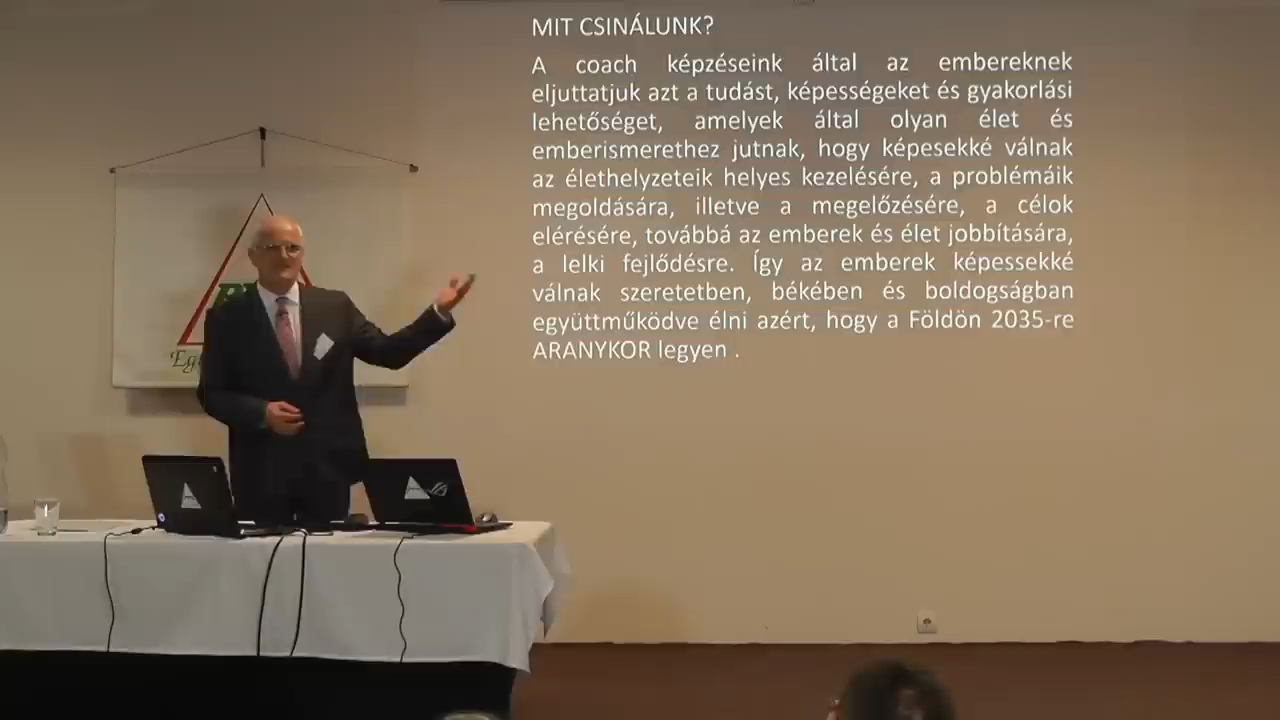 MIT CSINÁLUNK?
A coach képzéseink által az embereknek
eljuttatjuk azt a tudást, képességeket és gyakorlási
lehetőséget, amelyek által olyan élet és
emberismerethez jutnak, hogy képesekké válnak
az élethelyzeteik helyes kezelésére, a problémáik
megoldására, illetve a megelőzésére, a célok
elérésére, továbbá az emberek és élet jobbítására,
a lelki fejlődésre. Így az emberek képessekké
válnak szeretetben, békében és boldogságban
együttműködve élni azért, hogy a Földön 2035-re
ARANYKOR legyen .